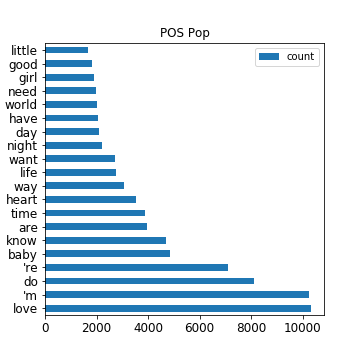 POS Pop
count
little
good
girl
need
world
have
day
night
want
life
way
heart
time
are
know
baby
're
do
'm
love
0 2000 4000 6000 8000 10000